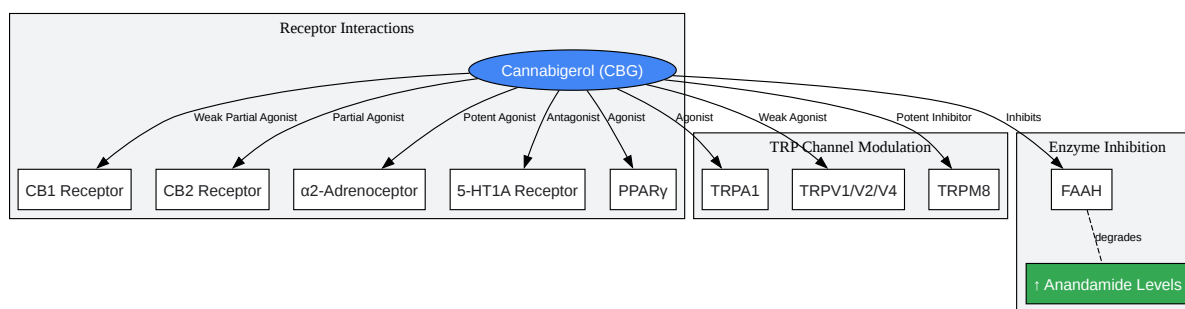 Receptor Interactions
Cannabigerol (CBG)
Weak Partial Agonist
Partial Agonist
Potent Agonist
Antagonist
Agonist
Agonist
Weak Agonist
Potent Inhibitor
Inhibits
TRP Channel Modulation
Enzyme Inhibition
CB1 Receptor
CB2 Receptor
α2-Adrenoceptor
5-HT1A Receptor
PPARγ
TRPA1
TRPV1/V2/V4
TRPM8
FAAH
degrades
↑ Anandamide Levels